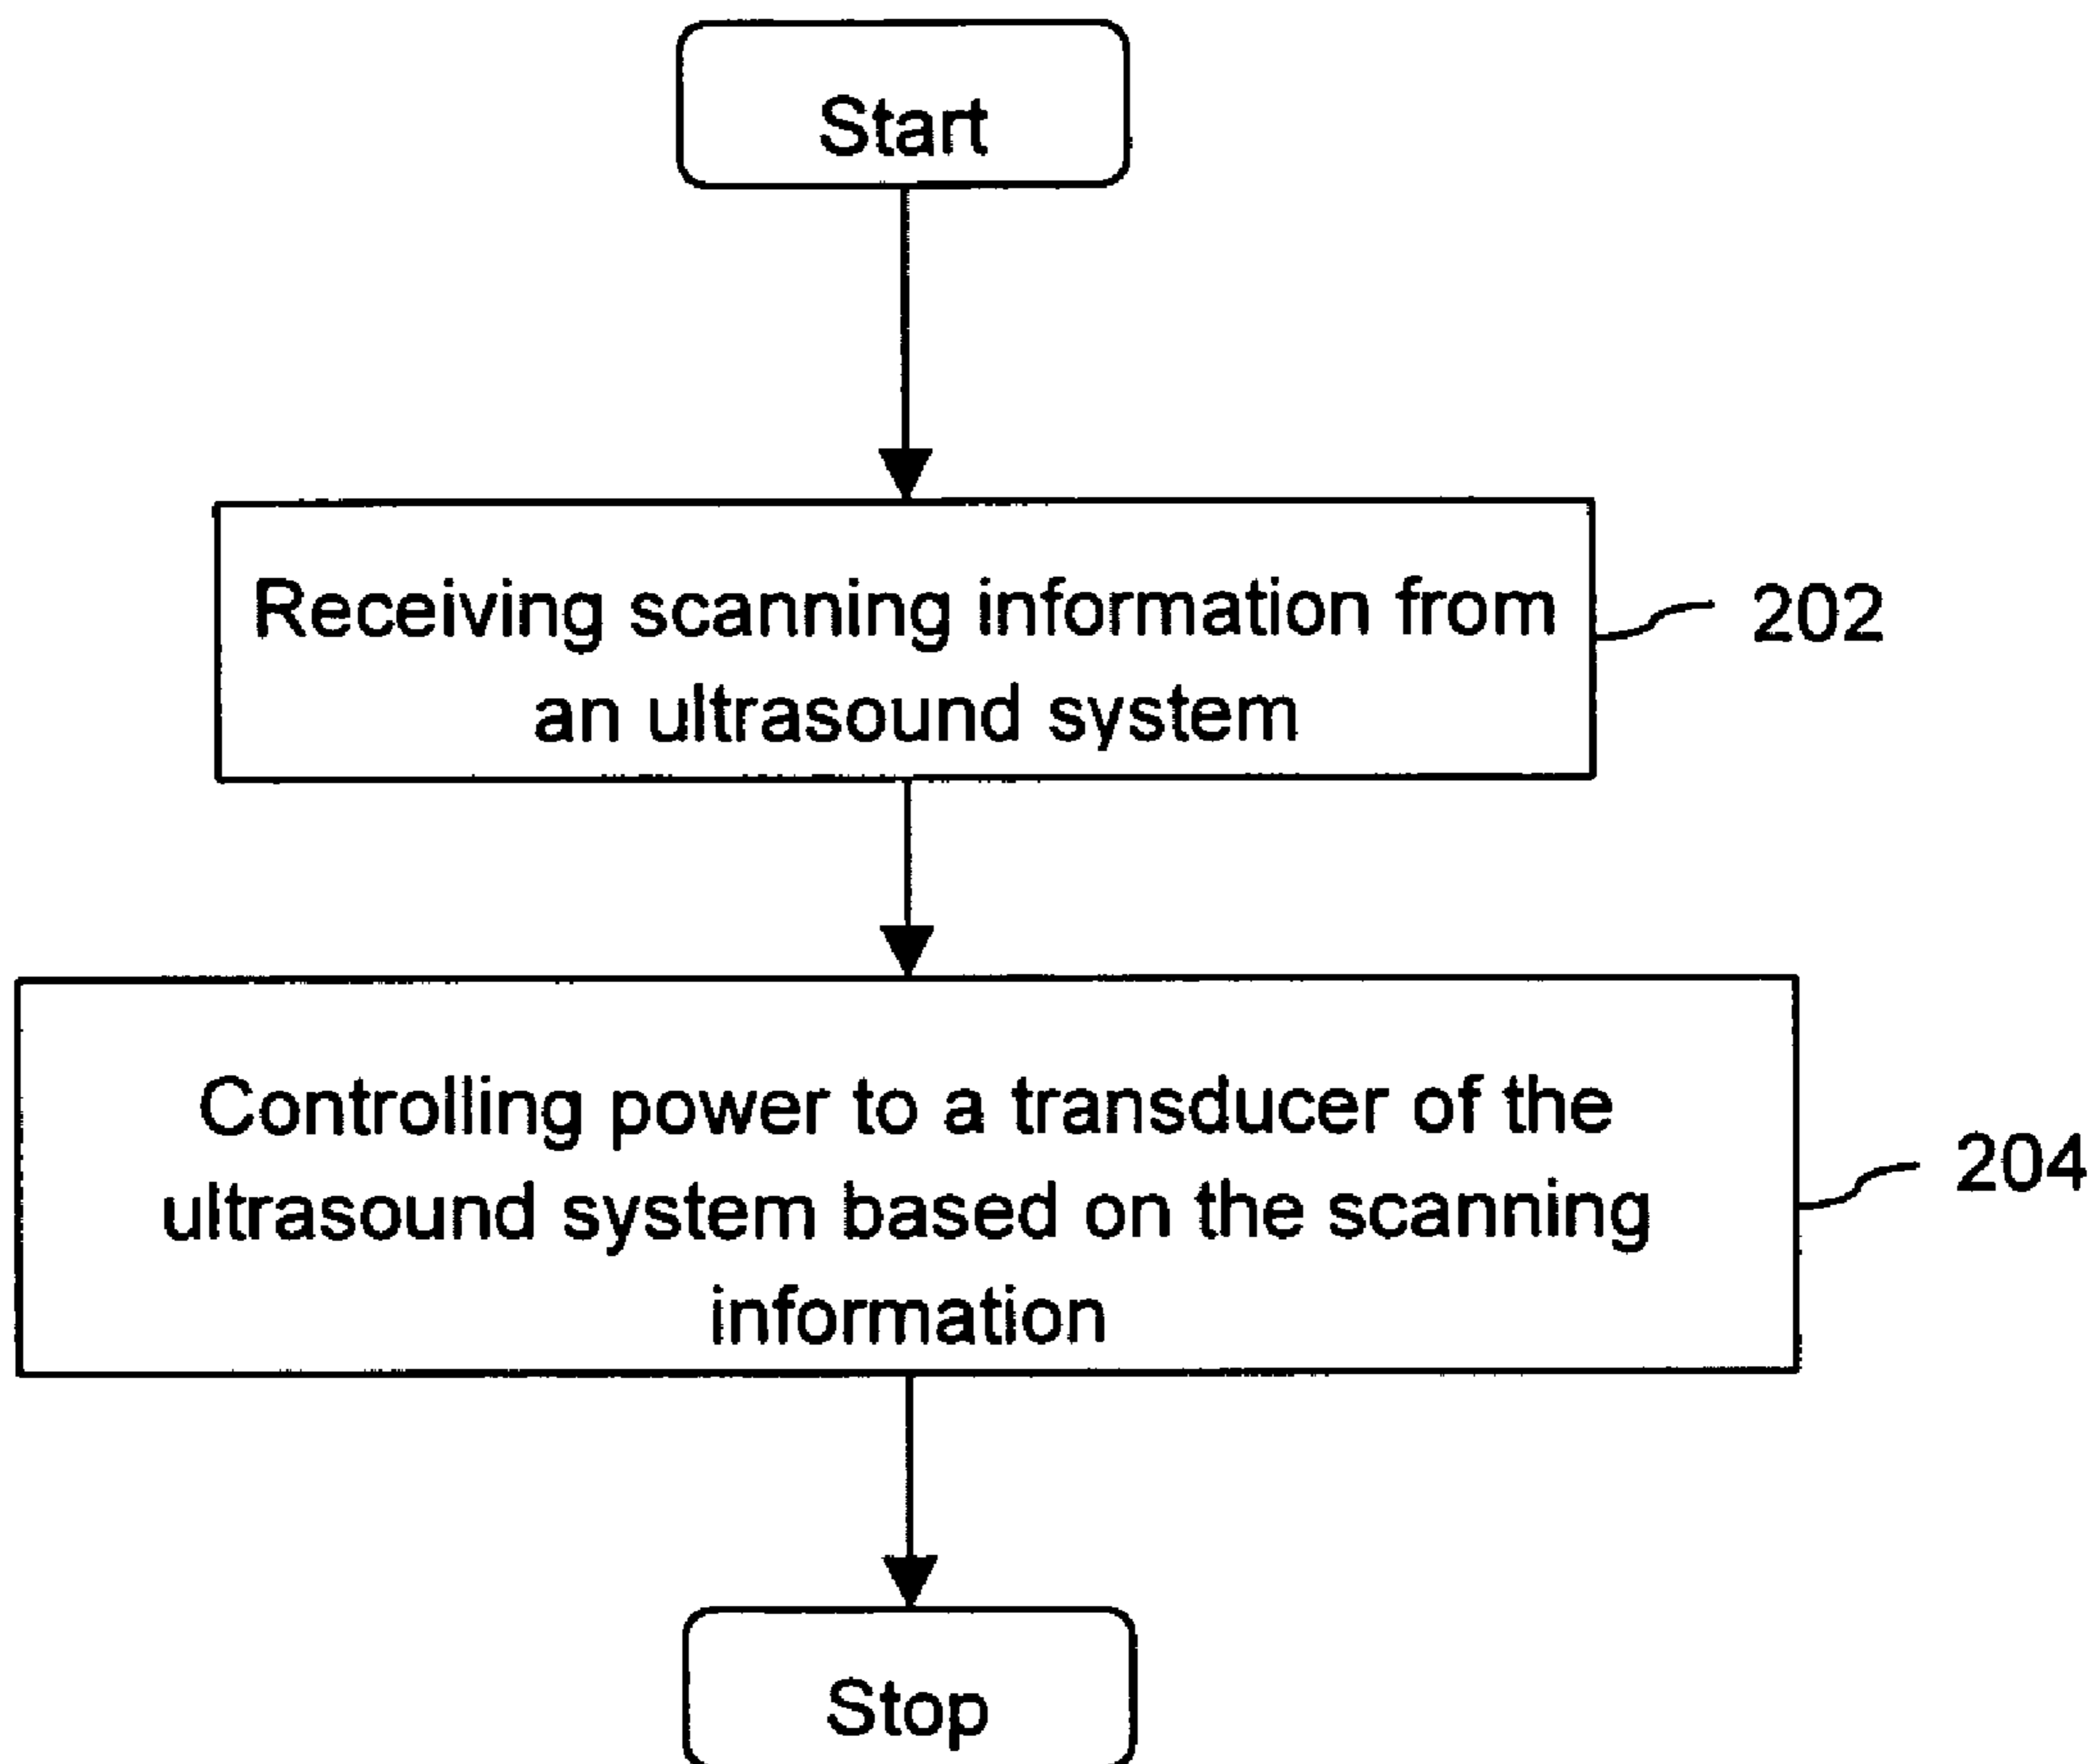 Start
Receiving scanning information from
an ultrasound system
202
Controlling power to a transducer of the
ultrasound system based on the scanning
information
204
Stop